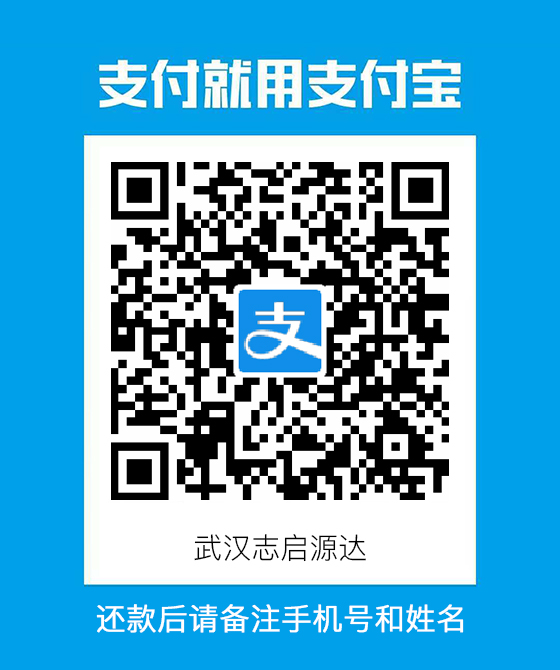 支付就用支付宝
支
武汉志启源达
还款后请备注手机号和姓名